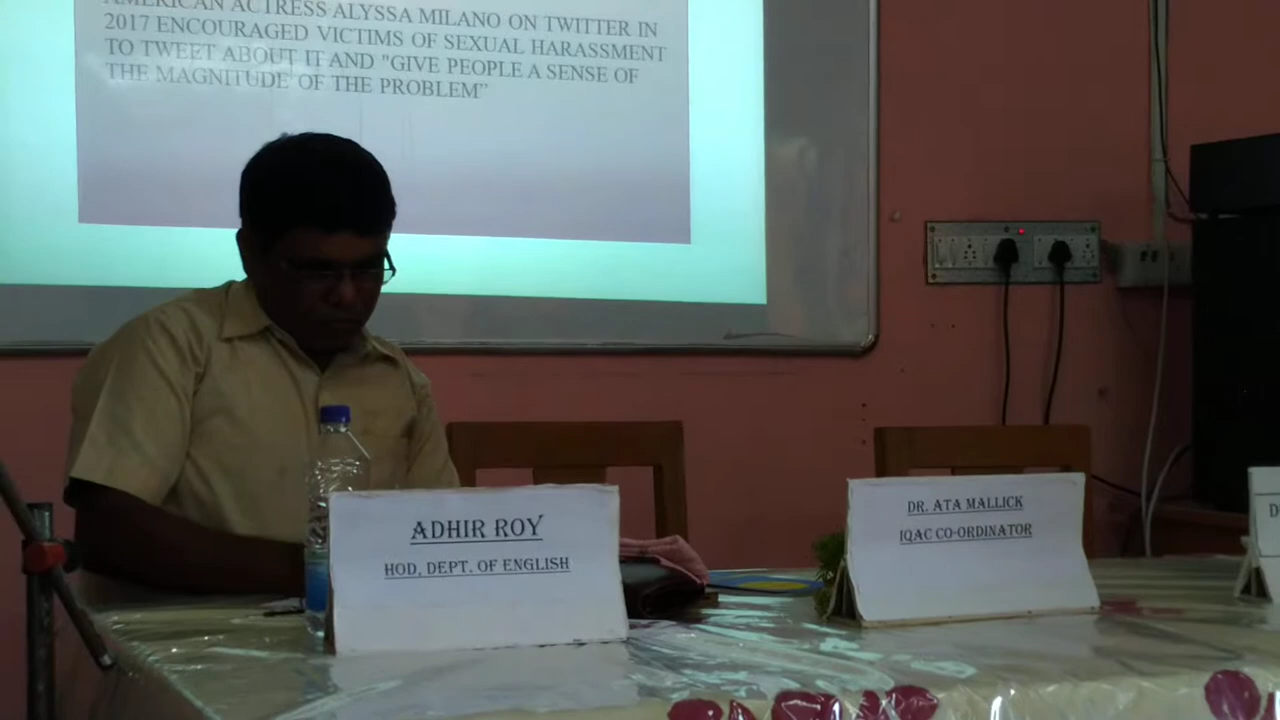 AMERICAN ACTRESS ALYSSA MILANO ON TWITTER IN
2017 ENCOURAGED VICTIMS OF SEXUAL HARASSMENT
TO TWEET ABOUT IT AND "GIVE PEOPLE A SENSE OF
THE MAGNITUDE OF THE PROBLEM"
ADHIR ROY
HOD, DEPT. OF ENGLISH
DR. ATA MALLICK
IQAC CO-ORDINATOR
D